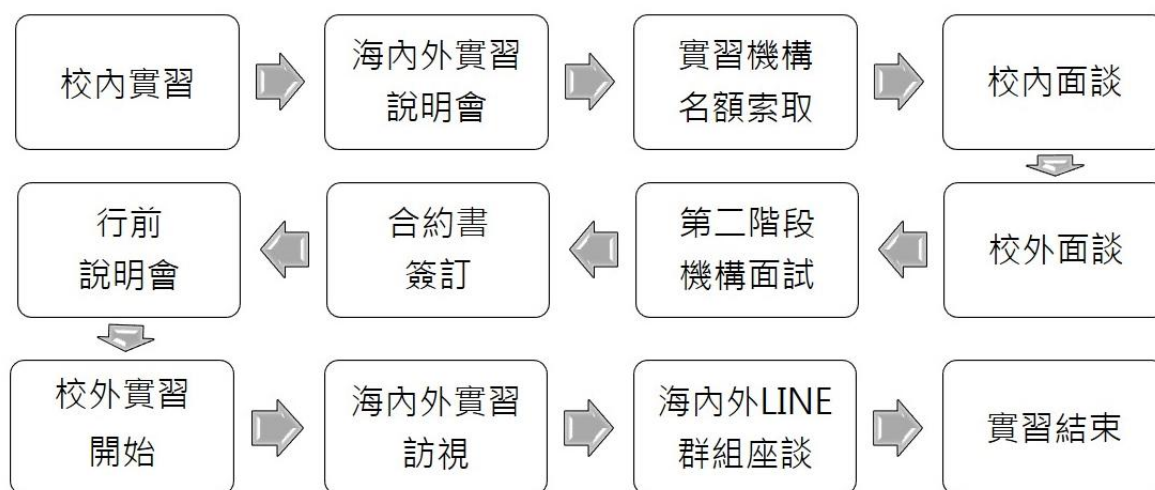 校內實習
海內外實習
說明會
實習機構
名額索取
校內面談
校外面談
第二階段
機構面試
合約書
簽訂
行前
說明會
校外實習
開始
海內外實習
訪視
海內外LINE
群組座談
實習結束